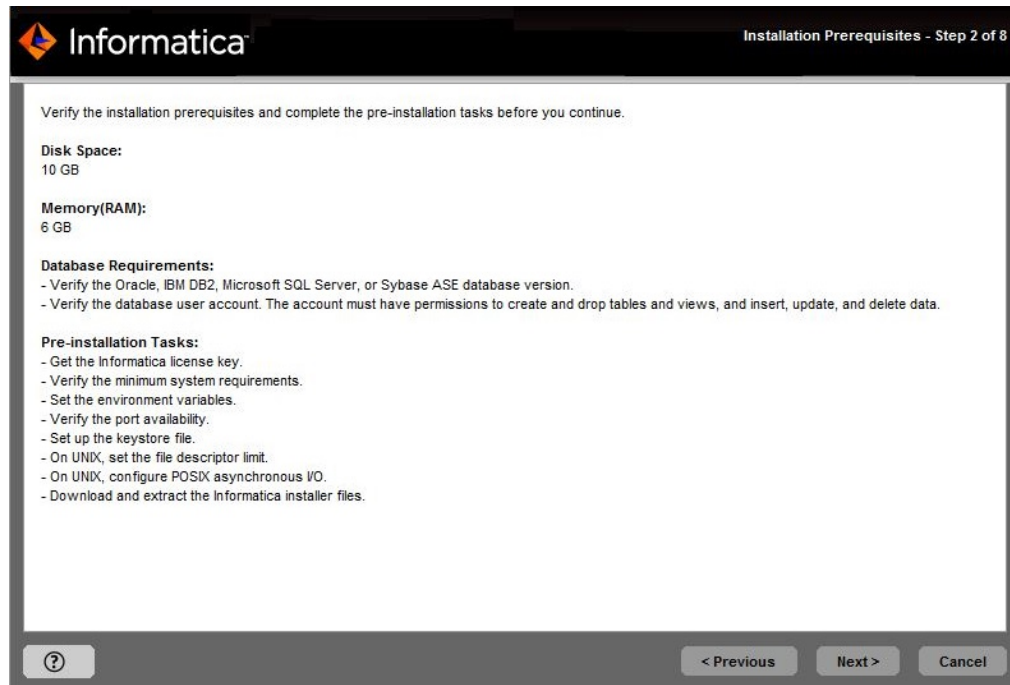 Informatica
Installation Prerequisites - Step 2 of 8
Verify the installation prerequisites and complete the pre-installation tasks before you continue.
Disk Space:
10 GB
Memory(RAM):
6 GB
Database Requirements:
- Verify the Oracle, IBM DB2, Microsoft SQL Server, or Sybase ASE database version.
- Verify the database user account. The account must have permissions to create and drop tables and views, and insert, update, and delete data.
Pre-installation Tasks:
- Get the Informatica license key.
- Verify the minimum system requirements.
- Set the environment variables.
- Verify the port availability.
- Set up the keystore file.
- On UNIX, set the file descriptor limit.
- On UNIX, configure POSIX asynchronous I/O.
- Download and extract the Informatica installer files.
?
< Previous
Next >
Cancel